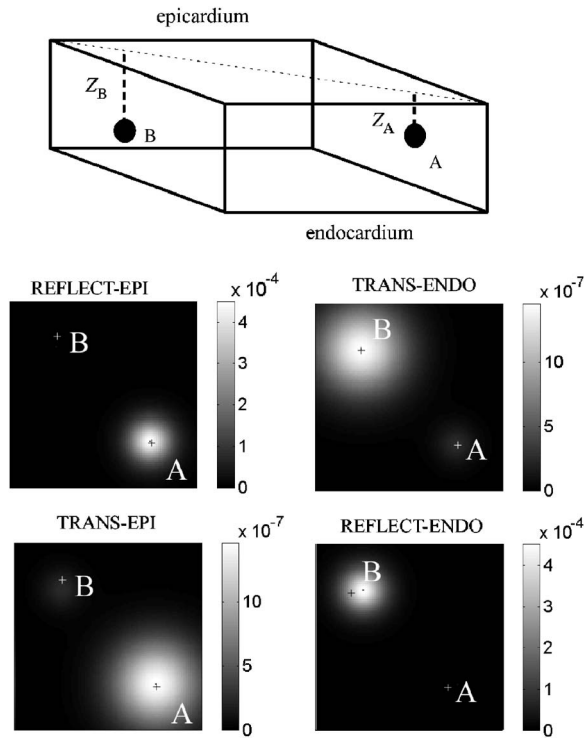 epicardium
Z_B
B
Z_A
A
endocardium
REFLECT-EPI
x 10^-4
B
A
4
3
2
1
0
TRANS-ENDO
x 10^-7
B
A
10
5
0
TRANS-EPI
x 10^-7
B
A
10
5
0
REFLECT-ENDO
x 10^-4
B
A
4
3
2
1
0